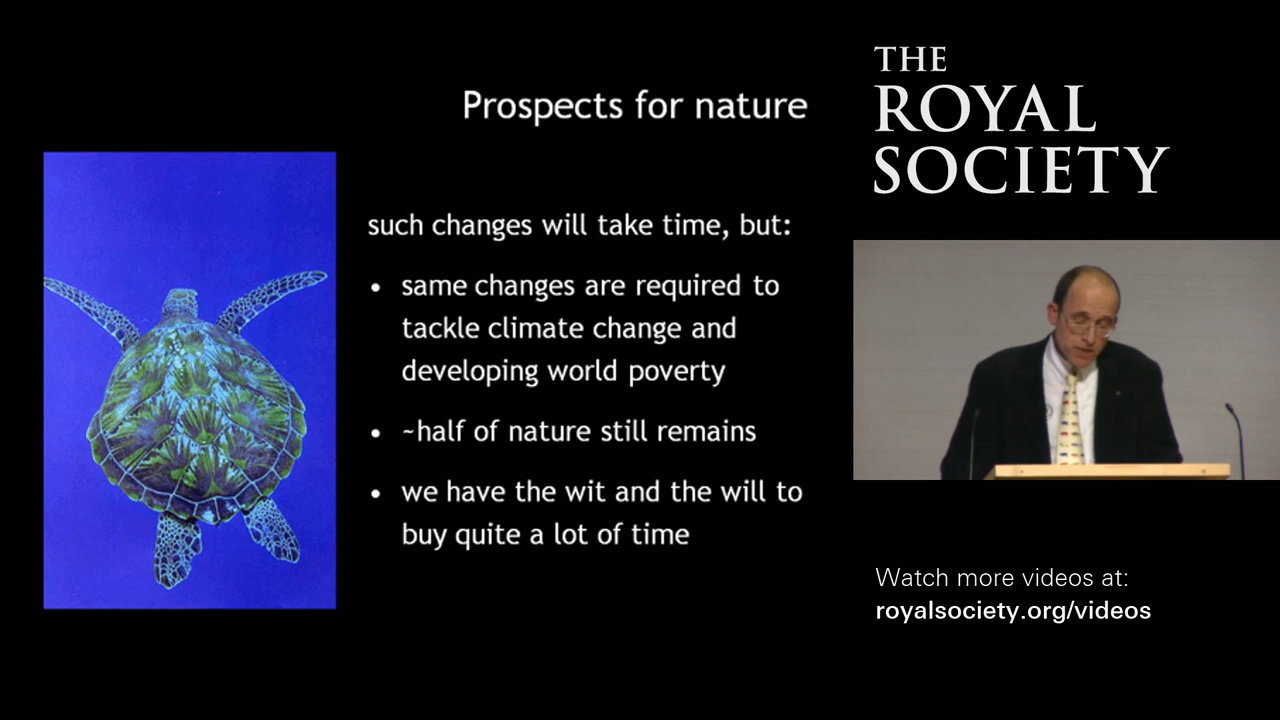 Prospects for nature
such changes will take time, but:
• same changes are required to
tackle climate change and
developing world poverty
• ~half of nature still remains
• we have the wit and the will to
buy quite a lot of time
THE
ROYAL
SOCIETY
Watch more videos at:
royalsociety.org/videos